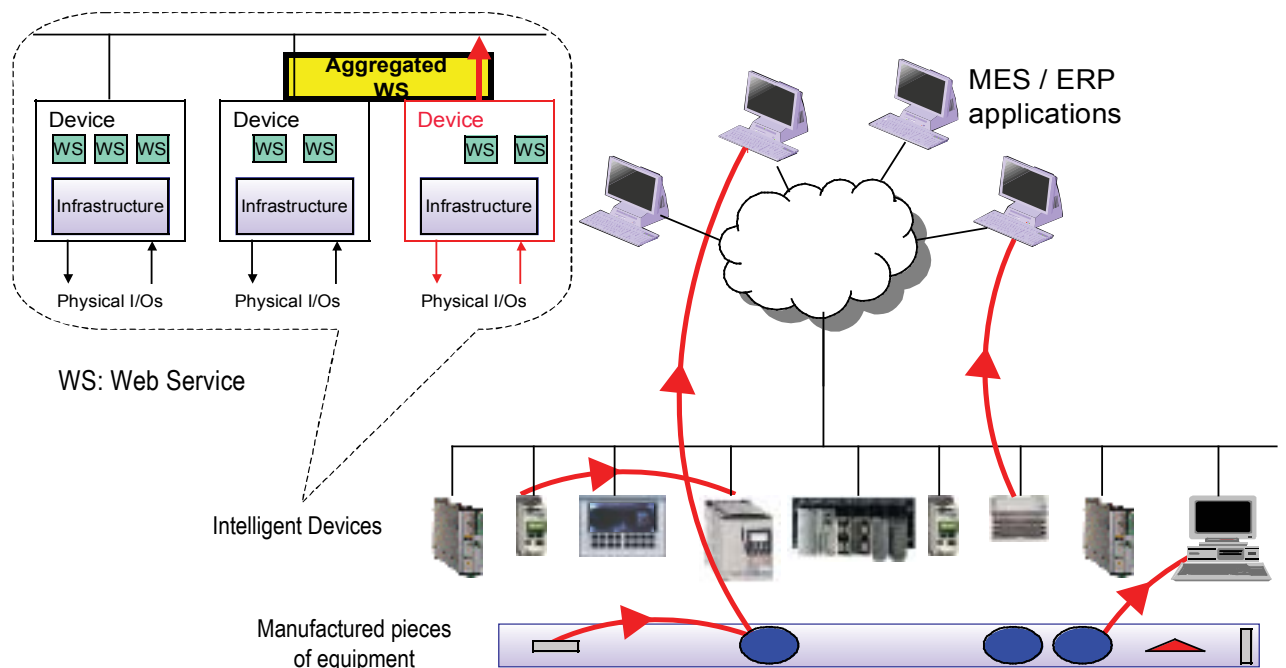 Aggregated
WS
Device
WS WS WS
Infrastructure
Physical I/Os
Device
WS WS
Infrastructure
Physical I/Os
Device
WS WS
Infrastructure
Physical I/Os
WS: Web Service
MES / ERP
applications
Intelligent Devices
Manufactured pieces
of equipment